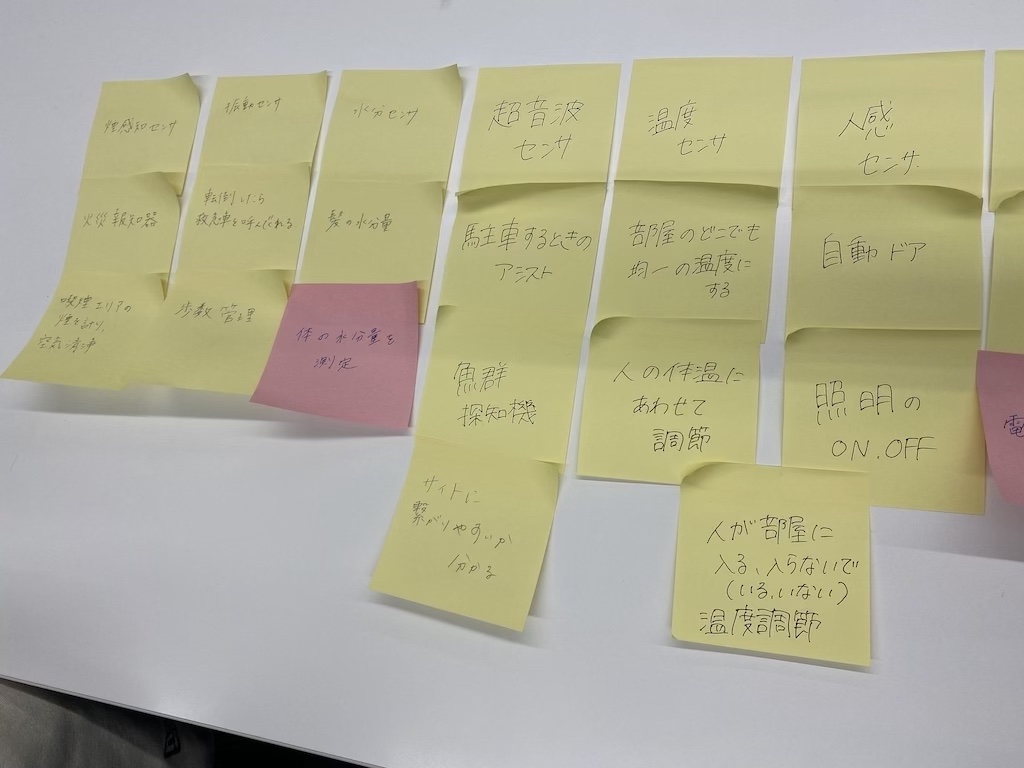 煙感知センサ
火災報知器
喫煙エリアの
煙を計り、
空気清浄
振動センサ
転倒したら
救急車を呼んでくれる
歩数管理
水分センサ
髪の水分量
体の水分量を
測定
超音波
センサ
駐車するときの
アシスト
魚群
探知機
サイトに
繋がりやすいか
分かる
温度
センサ
部屋のどこでも
均一の温度に
する
人の体温に
あわせて
調節
人感
センサ
自動ドア
照明の
ON.OFF
人が部屋に
入る、入らないで
(いる、いない)
温度調節
電